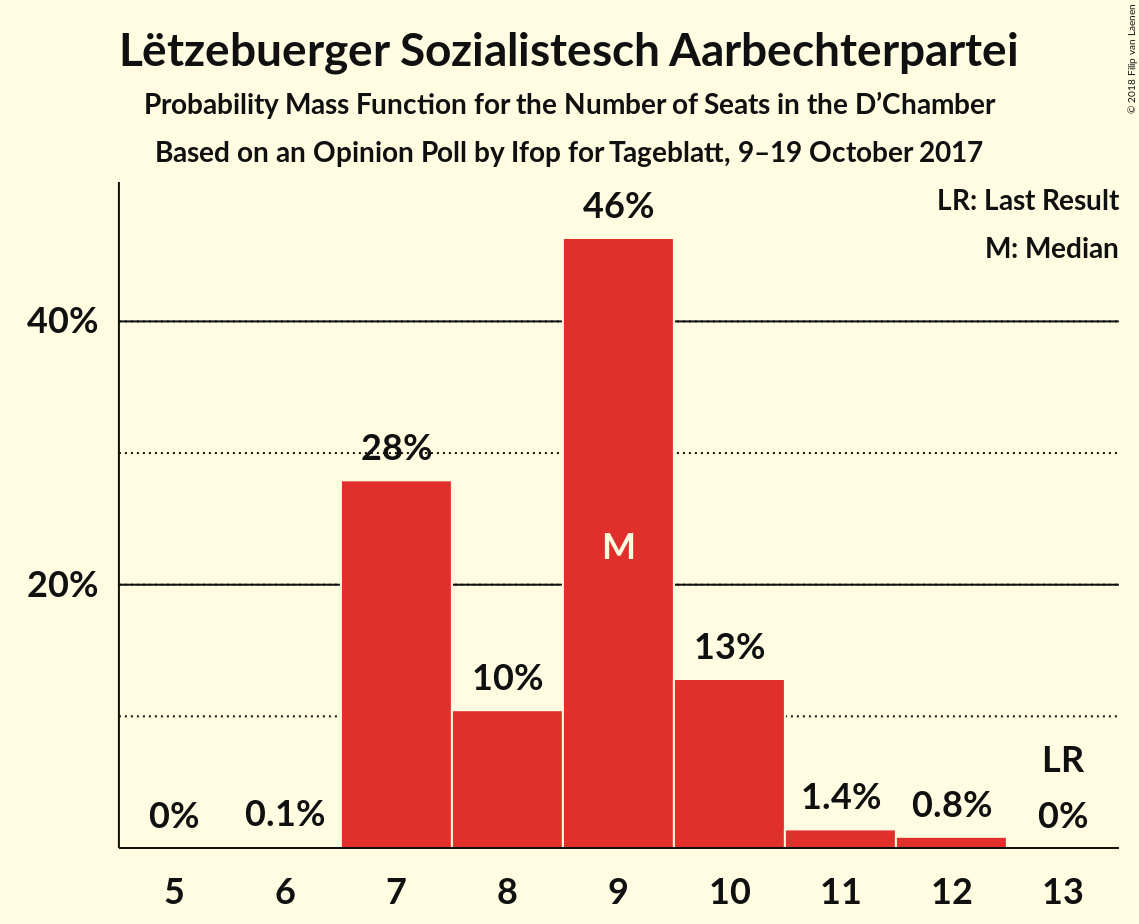 Lëtzebuerger Sozialistesch Aarbechterpartei
Probability Mass Function for the Number of Seats in the D’Chamber
Based on an Opinion Poll by Ifop for Tageblatt, 9–19 October 2017
© 2018 Filip van Laenen
LR: Last Result
M: Median
46%
40%
28%
M
20%
13%
10%
LR
0%
0.1%
1.4%
0.8%
0%
5 6 7 8 9 10 11 12 13